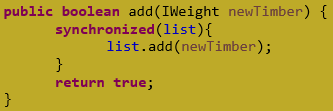 public boolean add(IWeight newTimber) {
synchronized(list){
list.add(newTimber);
}
return true;
}